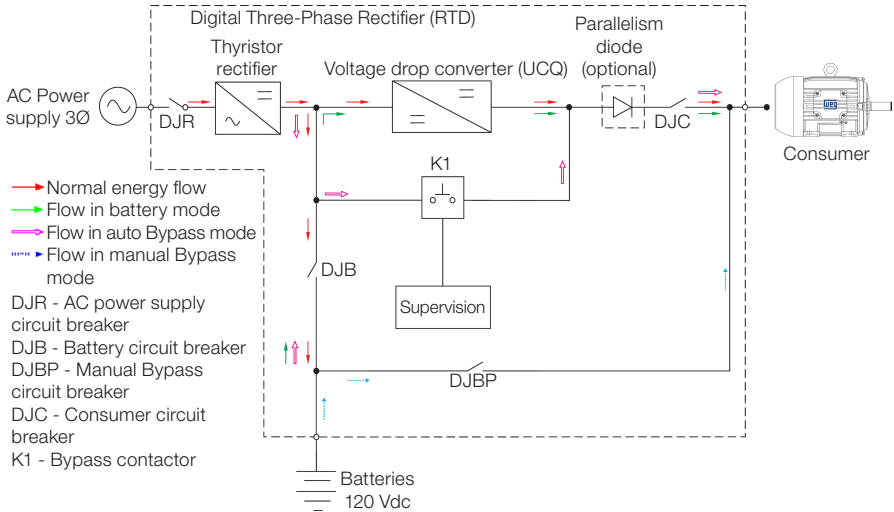 Digital Three-Phase Rectifier (RTD)
Thyristor
rectifier
Voltage drop converter (UCQ)
Parallelism
diode
(optional)
AC Power
supply 3Ø
DJR
DJC
weg
Consumer
K1
Normal energy flow
Flow in battery mode
Flow in auto Bypass mode
Flow in manual Bypass
mode
DJR - AC power supply
circuit breaker
DJB - Battery circuit breaker
DJBP - Manual Bypass
circuit breaker
DJC - Consumer circuit
breaker
K1 - Bypass contactor
DJB
Supervision
DJBP
Batteries
120 Vdc